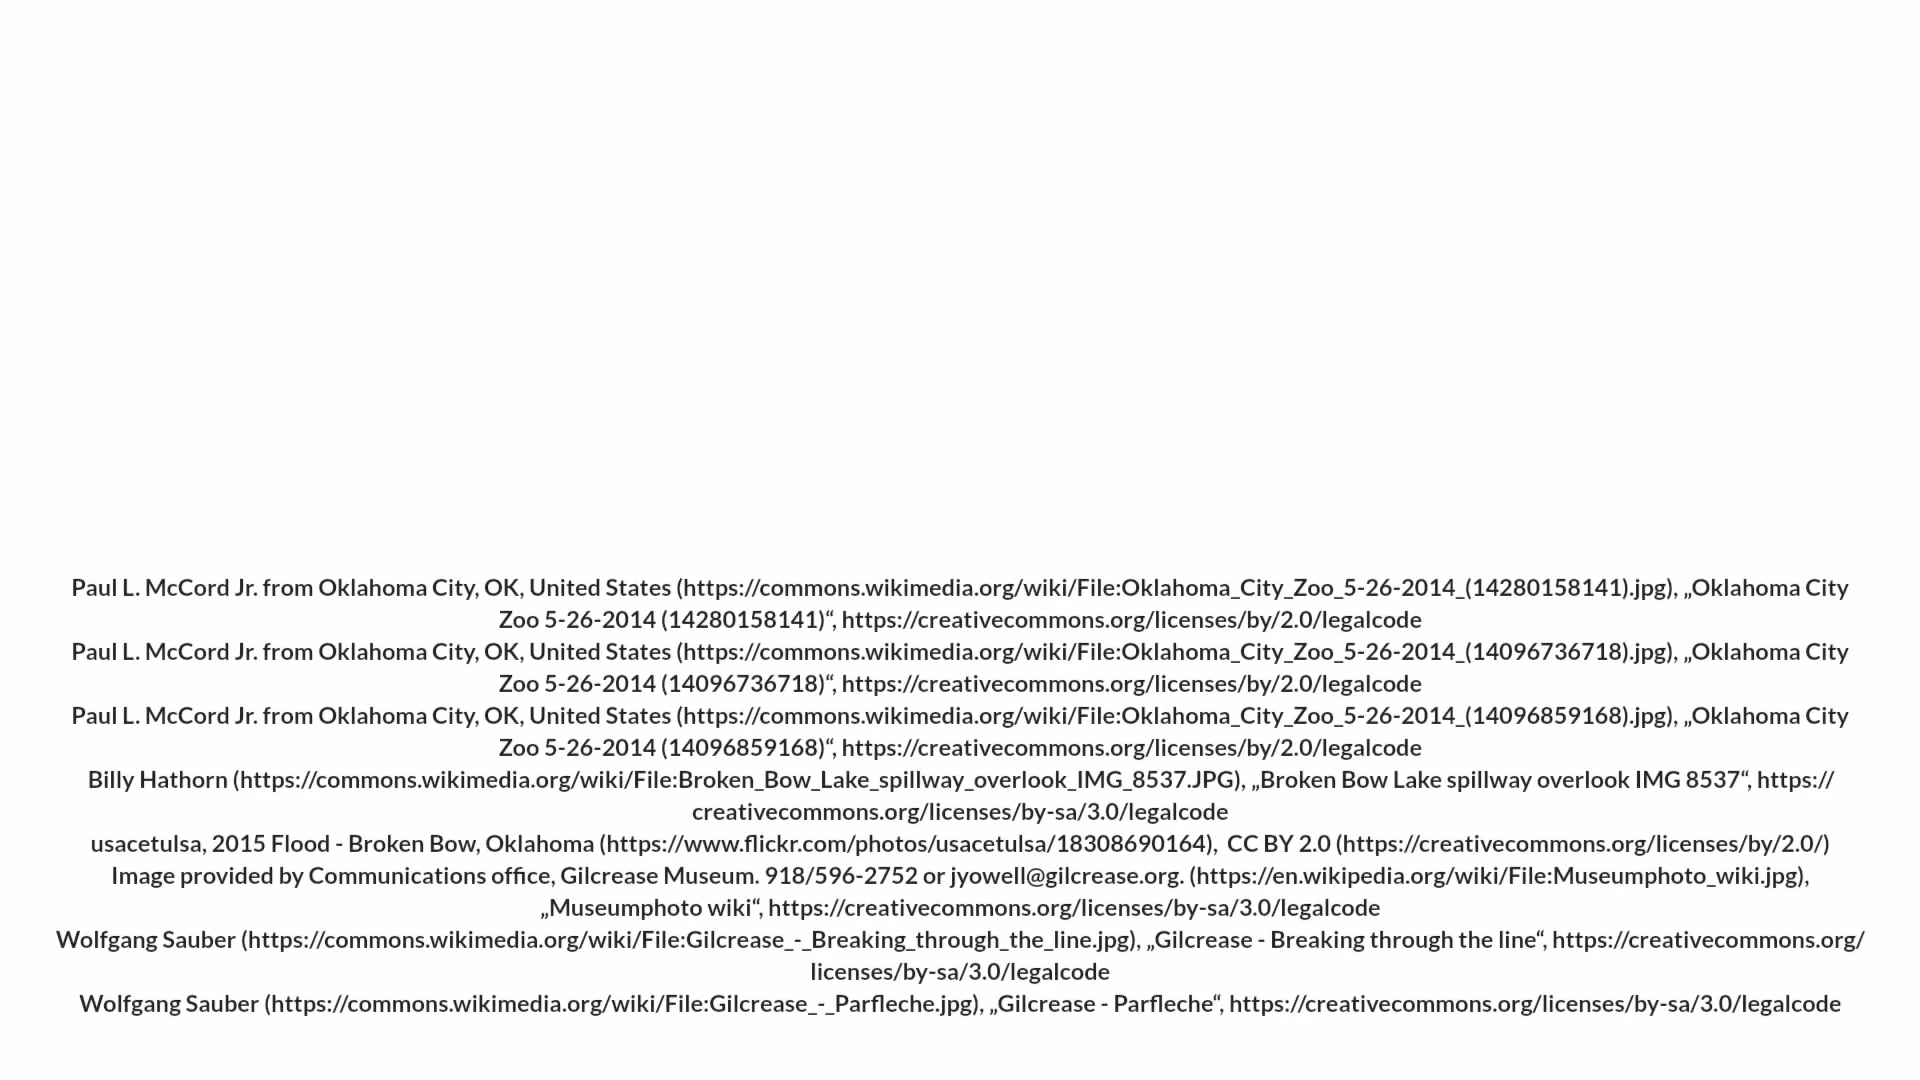 Paul L. McCord Jr. from Oklahoma City, OK, United States (https://commons.wikimedia.org/wiki/File:Oklahoma_City_Zoo_5-26-2014_(14280158141).jpg), „Oklahoma City
Zoo 5-26-2014 (14280158141)“, https://creativecommons.org/licenses/by/2.0/legalcode
Paul L. McCord Jr. from Oklahoma City, OK, United States (https://commons.wikimedia.org/wiki/File:Oklahoma_City_Zoo_5-26-2014_(14096736718).jpg), „Oklahoma City
Zoo 5-26-2014 (14096736718)“, https://creativecommons.org/licenses/by/2.0/legalcode
Paul L. McCord Jr. from Oklahoma City, OK, United States (https://commons.wikimedia.org/wiki/File:Oklahoma_City_Zoo_5-26-2014_(14096859168).jpg), „Oklahoma City
Zoo 5-26-2014 (14096859168)“, https://creativecommons.org/licenses/by/2.0/legalcode
Billy Hathorn (https://commons.wikimedia.org/wiki/File:Broken_Bow_Lake_spillway_overlook_IMG_8537.JPG), „Broken Bow Lake spillway overlook IMG 8537“, https://
creativecommons.org/licenses/by-sa/3.0/legalcode
usacetulsa, 2015 Flood - Broken Bow, Oklahoma (https://www.flickr.com/photos/usacetulsa/18308690164), CC BY 2.0 (https://creativecommons.org/licenses/by/2.0/)
Image provided by Communications office, Gilcrease Museum. 918/596-2752 or jyowell@gilcrease.org. (https://en.wikipedia.org/wiki/File:Museumphoto_wiki.jpg),
„Museumphoto wiki“, https://creativecommons.org/licenses/by-sa/3.0/legalcode
Wolfgang Sauber (https://commons.wikimedia.org/wiki/File:Gilcrease_-_Breaking_through_the_line.jpg), „Gilcrease - Breaking through the line“, https://creativecommons.org/
licenses/by-sa/3.0/legalcode
Wolfgang Sauber (https://commons.wikimedia.org/wiki/File:Gilcrease_-_Parfleche.jpg), „Gilcrease - Parfleche“, https://creativecommons.org/licenses/by-sa/3.0/legalcode